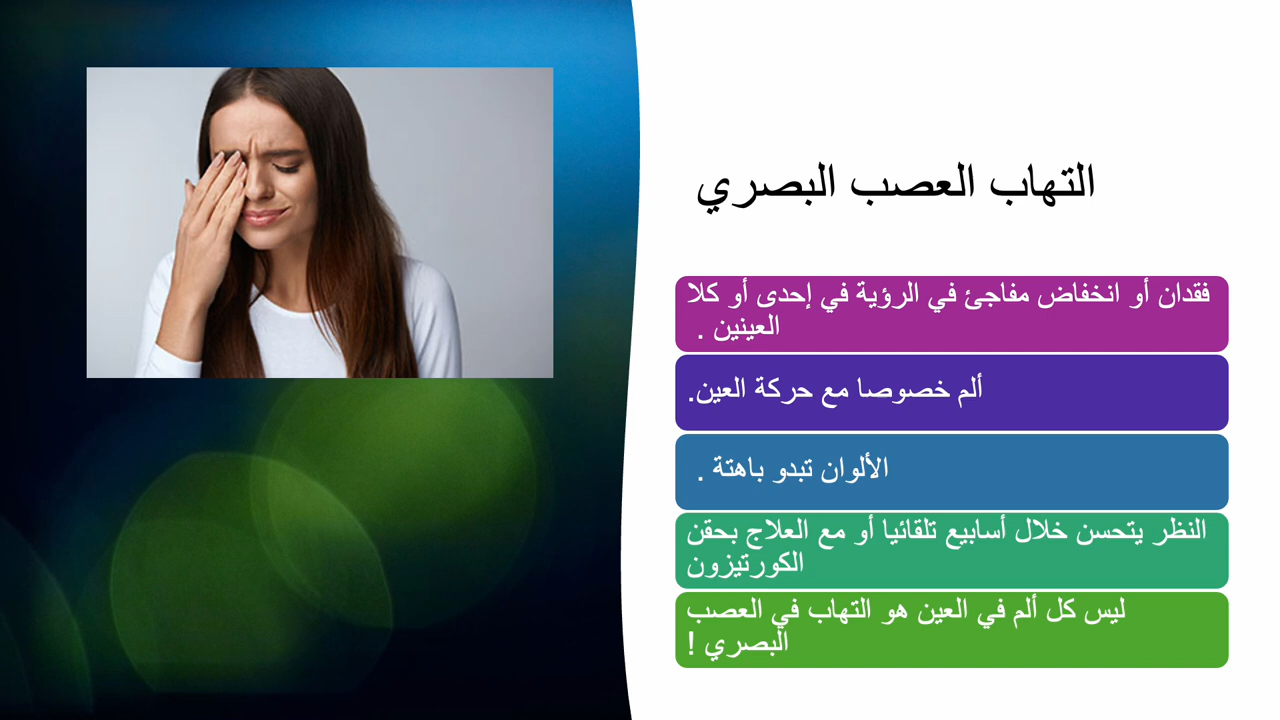 التهاب العصب البصري
فقدان أو انخفاض مفاجئ في الرؤية في إحدى أو كلا
العينين .
ألم خصوصا مع حركة العين.
الألوان تبدو باهتة .
النظر يتحسن خلال أسابيع تلقائيا أو مع العلاج بحقن
الكورتيزون
ليس كل ألم في العين هو التهاب في العصب
البصري !